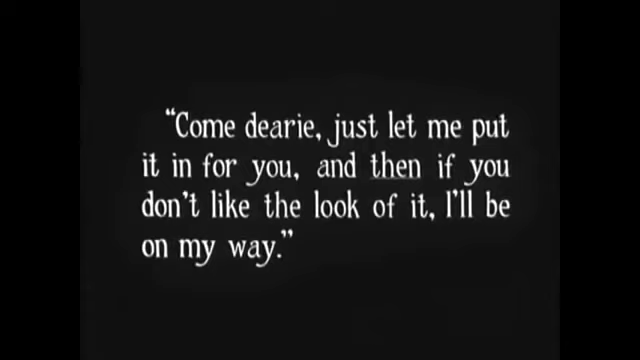 “Come dearie, just let me put
it in for you, and then if you
don't like the look of it, I'll be
on my way.”